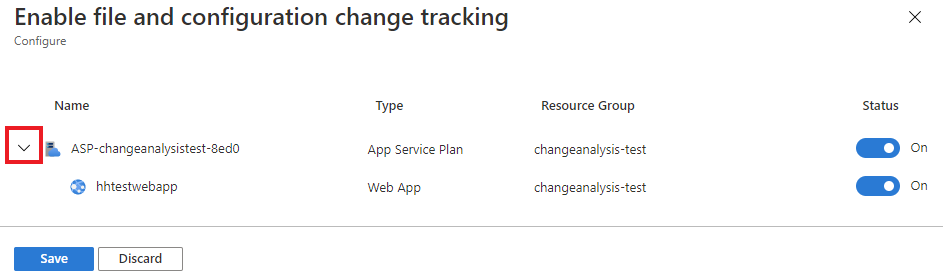 Enable file and configuration change tracking
Configure
Name Type Resource Group Status
ASP-changeanalysistest-8ed0 App Service Plan changeanalysis-test On
hhtestwebapp Web App changeanalysis-test On
Save Discard